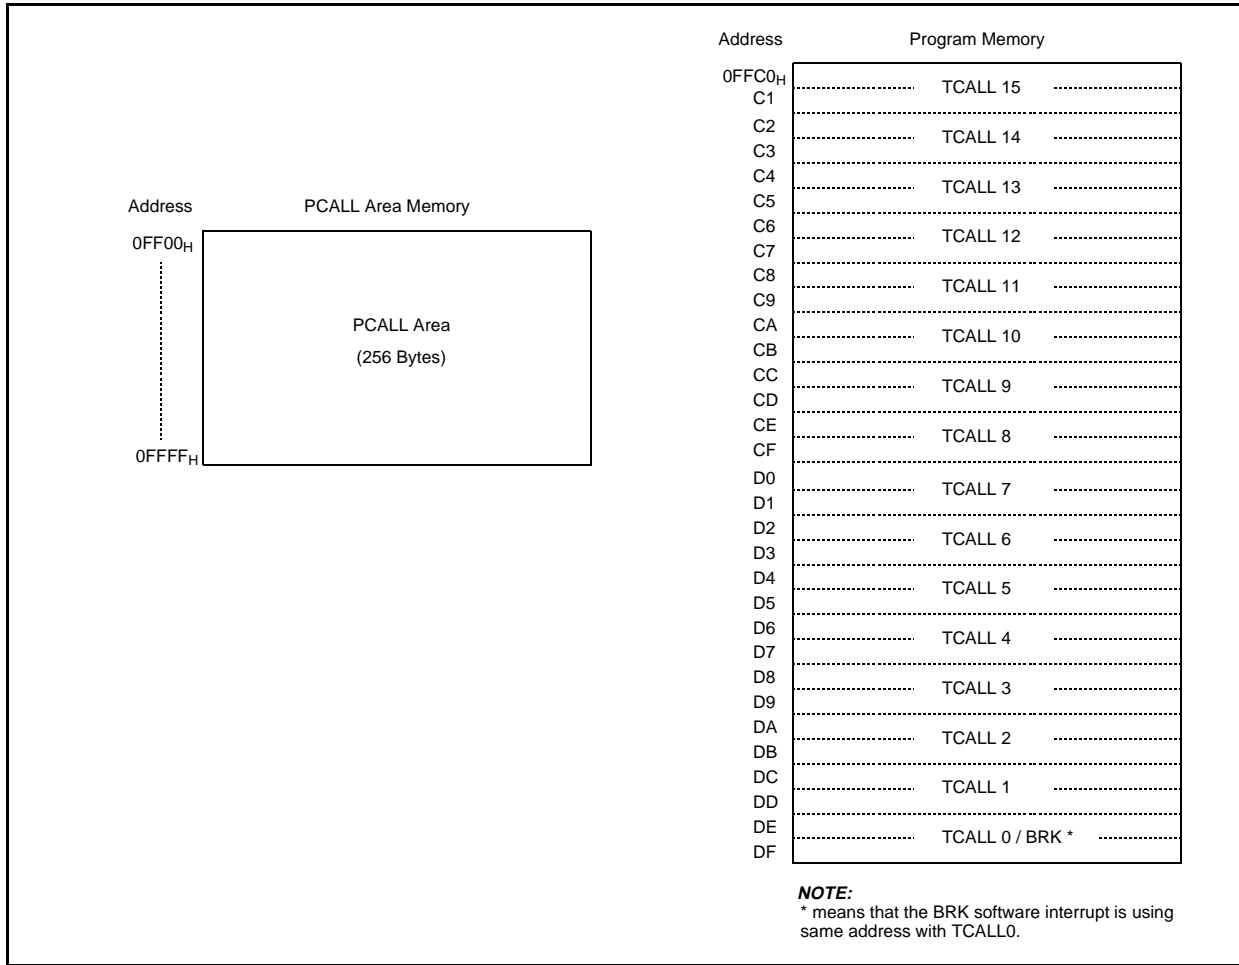 Address PCALL Area Memory
0FF00H
PCALL Area
(256 Bytes)
0FFFFH
Address Program Memory
0FFC0H
C1
TCALL 15
C2
C3
TCALL 14
C4
C5
TCALL 13
C6
C7
TCALL 12
C8
C9
TCALL 11
CA
CB
TCALL 10
CC
CD
TCALL 9
CE
CF
TCALL 8
D0
D1
TCALL 7
D2
D3
TCALL 6
D4
D5
TCALL 5
D6
D7
TCALL 4
D8
D9
TCALL 3
DA
DB
TCALL 2
DC
DD
TCALL 1
DE
DF
TCALL 0 / BRK *
NOTE:
* means that the BRK software interrupt is using
same address with TCALL0.